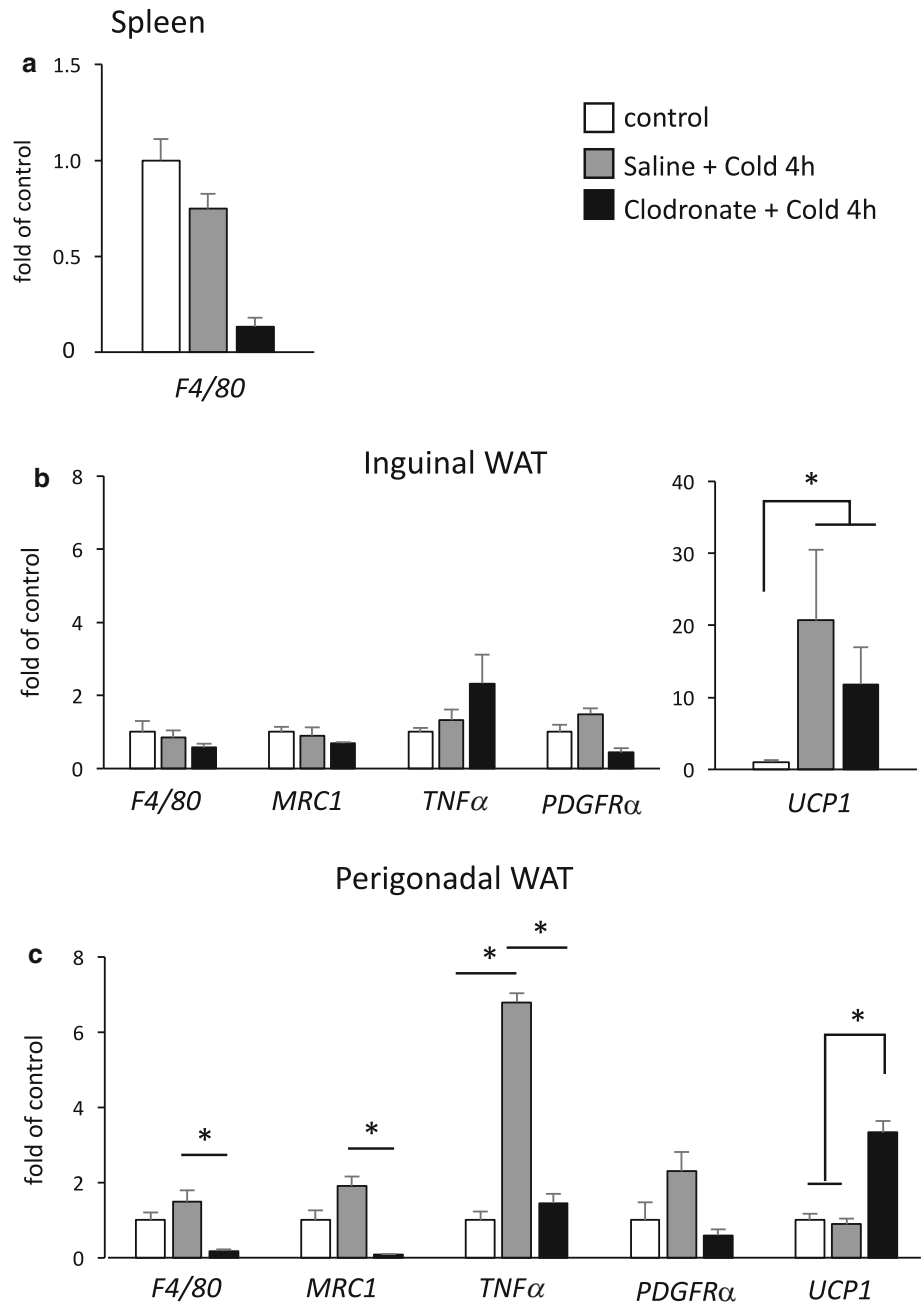 Spleen
a
1.5
1.0
0.5
0
fold of control
F4/80
control
Saline + Cold 4h
Clodronate + Cold 4h
Inguinal WAT
b
8
6
4
2
0
fold of control
F4/80 MRC1 TNFα PDGFRα
40
30
20
10
0
*
UCP1
Perigonadal WAT
c
8
6
4
2
0
fold of control
* * * * *
F4/80 MRC1 TNFα PDGFRα UCP1